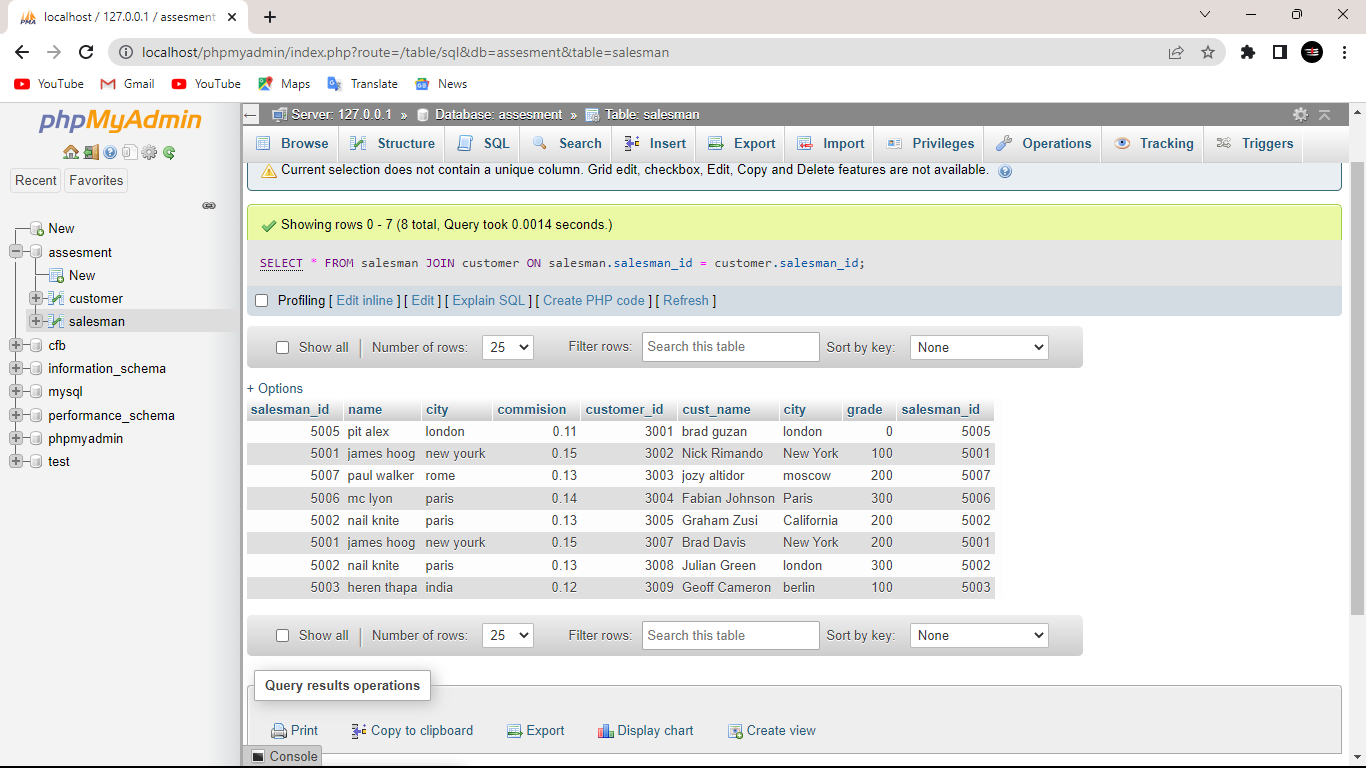 localhost / 127.0.0.1 / assesment
localhost/phpmyadmin/index.php?route=/table/sql&db=assesment&table=salesman
YouTube Gmail YouTube Maps Translate News
phpMyAdmin
Recent Favorites
New
assesment
New
customer
salesman
cfb
information_schema
mysql
performance_schema
phpmyadmin
test
Server: 127.0.0.1 » Database: assesment » Table: salesman
Browse Structure SQL Search Insert Export Import Privileges Operations Tracking Triggers
Current selection does not contain a unique column. Grid edit, checkbox, Edit, Copy and Delete features are not available.
Showing rows 0 - 7 (8 total, Query took 0.0014 seconds.)
SELECT * FROM salesman JOIN customer ON salesman.salesman_id = customer.salesman_id;
Profiling [ Edit inline ] [ Edit ] [ Explain SQL ] [ Create PHP code ] [ Refresh ]
Show all | Number of rows: 25 Filter rows: Search this table Sort by key: None
+ Options
salesman_id name city commision customer_id cust_name city grade salesman_id
5005 pit alex london 0.11 3001 brad guzan london 0 5005
5001 james hoog new yourk 0.15 3002 Nick Rimando New York 100 5001
5007 paul walker rome 0.13 3003 jozy altidor moscow 200 5007
5006 mc lyon paris 0.14 3004 Fabian Johnson Paris 300 5006
5002 nail knite paris 0.13 3005 Graham Zusi California 200 5002
5001 james hoog new yourk 0.15 3007 Brad Davis New York 200 5001
5002 nail knite paris 0.13 3008 Julian Green london 300 5002
5003 heren thapa india 0.12 3009 Geoff Cameron berlin 100 5003
Show all | Number of rows: 25 Filter rows: Search this table Sort by key: None
Query results operations
Print Copy to clipboard Export Display chart Create view
Console